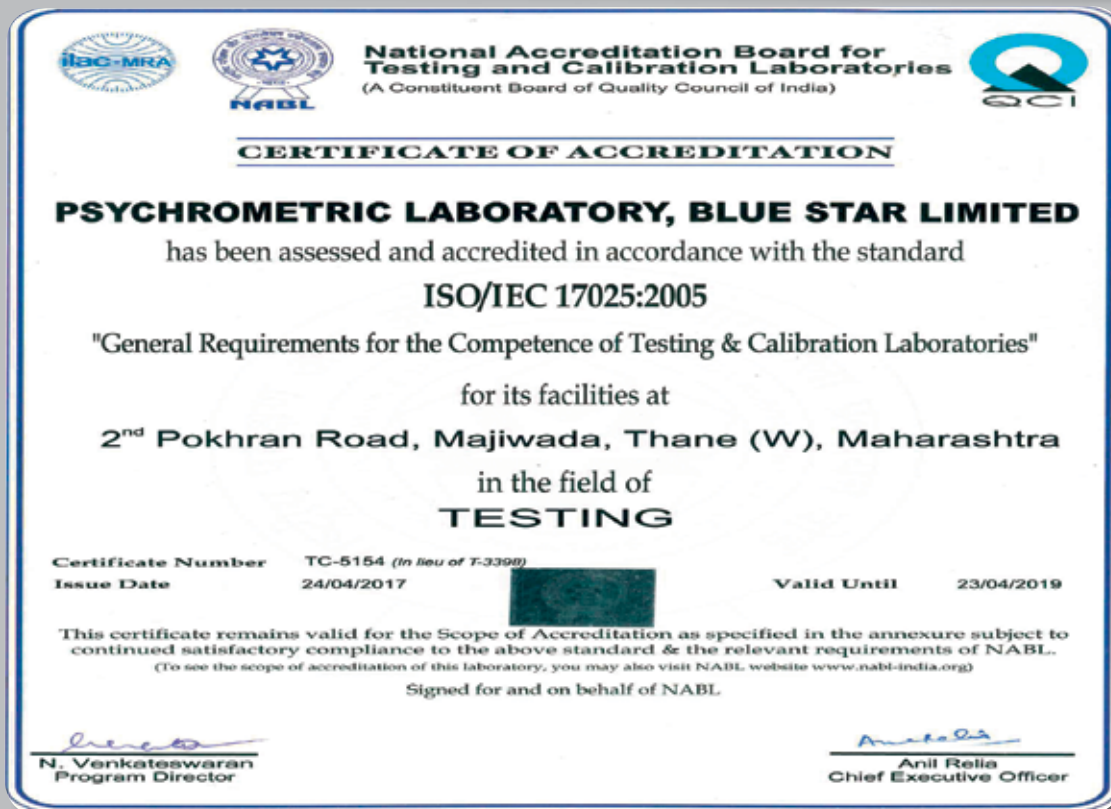 ilac-MRA
NABL
National Accreditation Board for
Testing and Calibration Laboratories
(A Constituent Board of Quality Council of India)
QCI
CERTIFICATE OF ACCREDITATION
PSYCHROMETRIC LABORATORY, BLUE STAR LIMITED
has been assessed and accredited in accordance with the standard
ISO/IEC 17025:2005
"General Requirements for the Competence of Testing & Calibration Laboratories"
for its facilities at
2nd Pokhran Road, Majiwada, Thane (W), Maharashtra
in the field of
TESTING
Certificate Number TC-5154 (In lieu of T-3398)
Issue Date 24/04/2017 Valid Until 23/04/2019
This certificate remains valid for the Scope of Accreditation as specified in the annexure subject to
continued satisfactory compliance to the above standard & the relevant requirements of NABL.
(To see the scope of accreditation of this laboratory, you may also visit NABL website www.nabl-india.org)
Signed for and on behalf of NABL
N. Venkateswaran
Program Director
Anil Relia
Chief Executive Officer